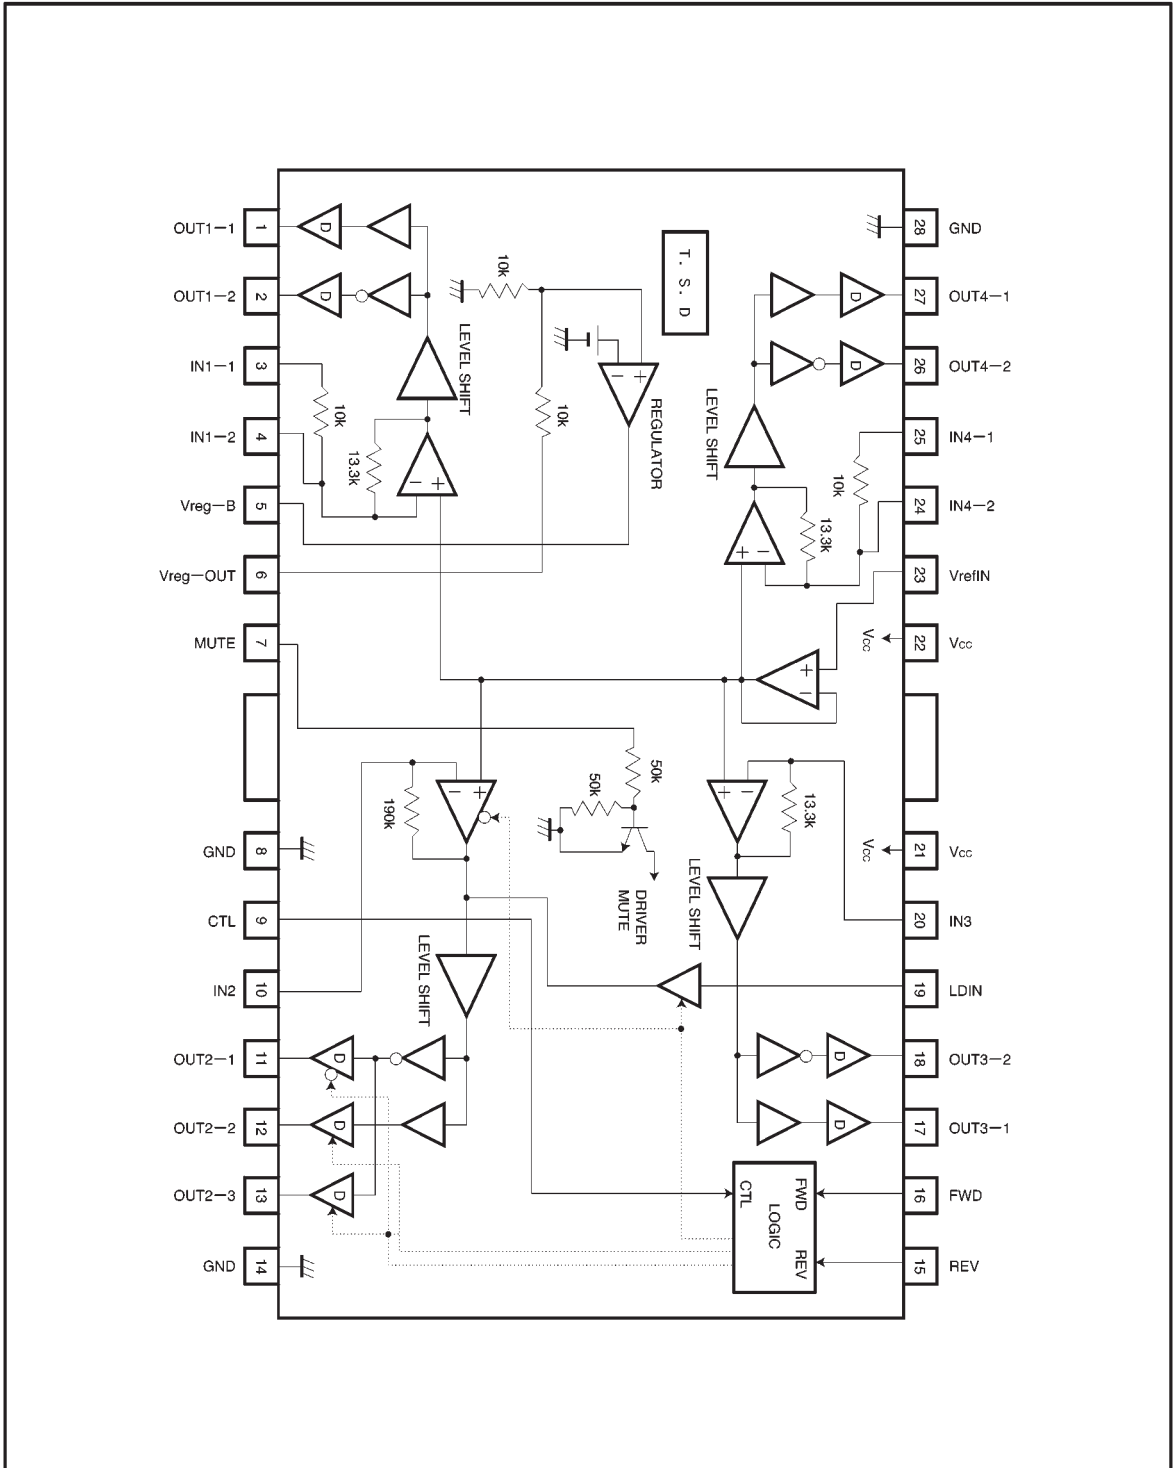 OUT1-1 1
OUT1-2 2
IN1-1 3
IN1-2 4
Vreg-B 5
Vreg-OUT 6
MUTE 7
GND 8
CTL 9
IN2 10
OUT2-1 11
OUT2-2 12
OUT2-3 13
GND 14
28 GND
27 OUT4-1
26 OUT4-2
25 IN4-1
24 IN4-2
23 VrefIN
22 Vcc
21 Vcc
20 IN3
19 LDIN
18 OUT3-2
17 OUT3-1
16 FWD
15 REV
D
D
10k
T. S. D
D
D
LEVEL SHIFT
- +
REGULATOR
10k
10k
13.3k
- +
LEVEL SHIFT
10k
13.3k
+ -
Vcc
+
-
50k
50k
DRIVER
MUTE
190k
- +
+ -
13.3k
Vcc
LEVEL SHIFT
LEVEL SHIFT
D
D
D
D
D
CTL
LOGIC
FWD
REV